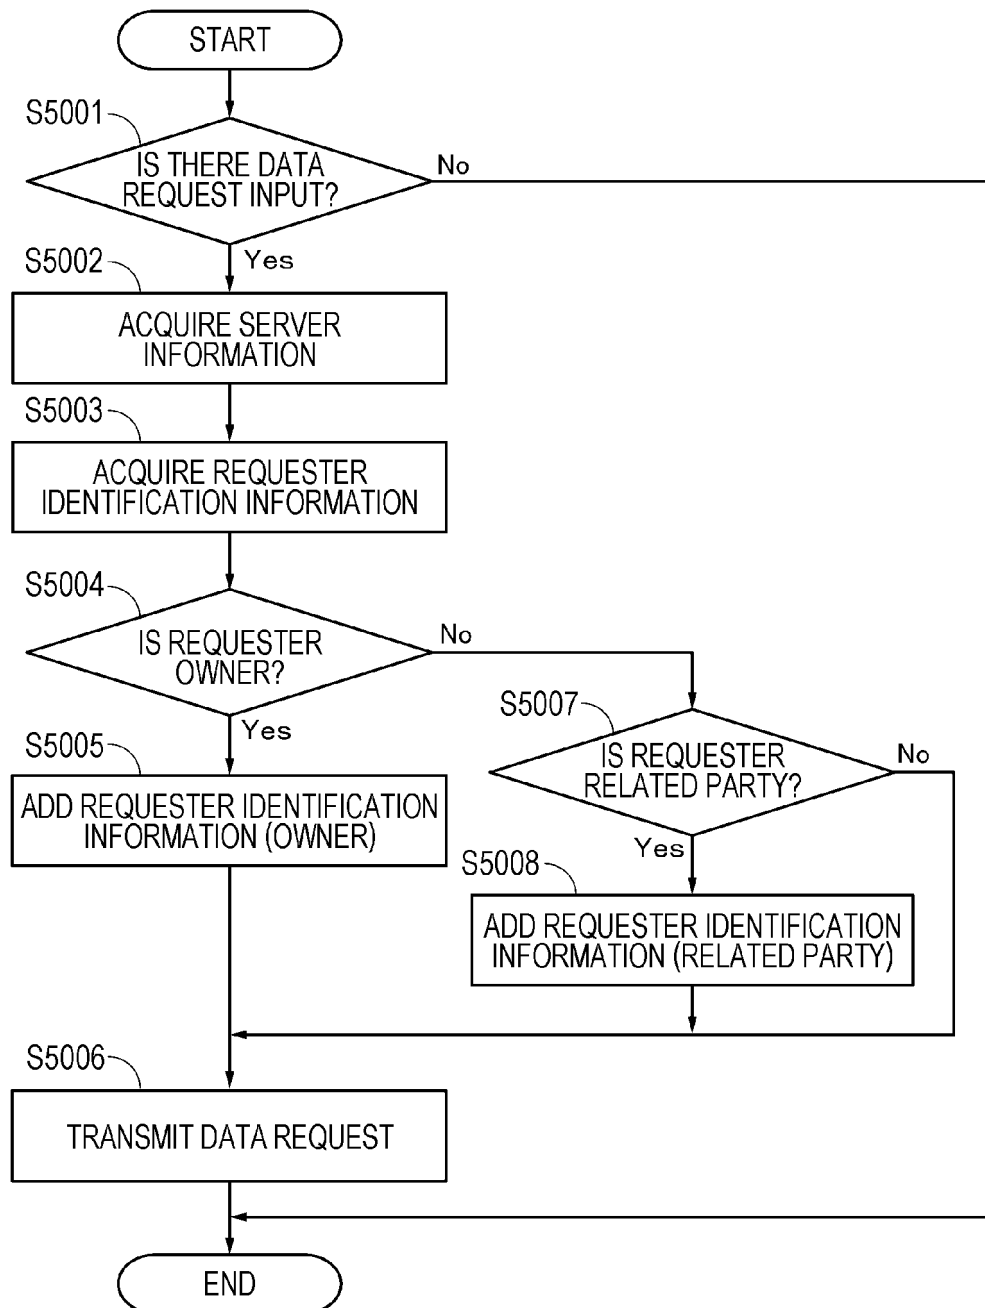 START
S5001
IS THERE DATA
REQUEST INPUT?
No
Yes
S5002
ACQUIRE SERVER
INFORMATION
S5003
ACQUIRE REQUESTER
IDENTIFICATION INFORMATION
S5004
IS REQUESTER
OWNER?
No
Yes
S5005
ADD REQUESTER IDENTIFICATION
INFORMATION (OWNER)
S5007
IS REQUESTER
RELATED PARTY?
No
Yes
S5008
ADD REQUESTER IDENTIFICATION
INFORMATION (RELATED PARTY)
S5006
TRANSMIT DATA REQUEST
END